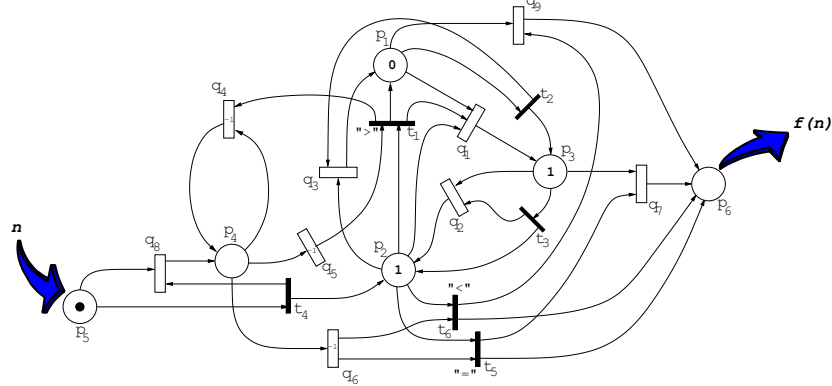 q9
p1
0
q4
t2
f(n)
">"
t1
q1
p3
-1
q3
1
q7
p6
q2
t3
n
p4
p2
q8
q5
-1
1
"<"
t4
p5
t6
-1
q6
t5
"="